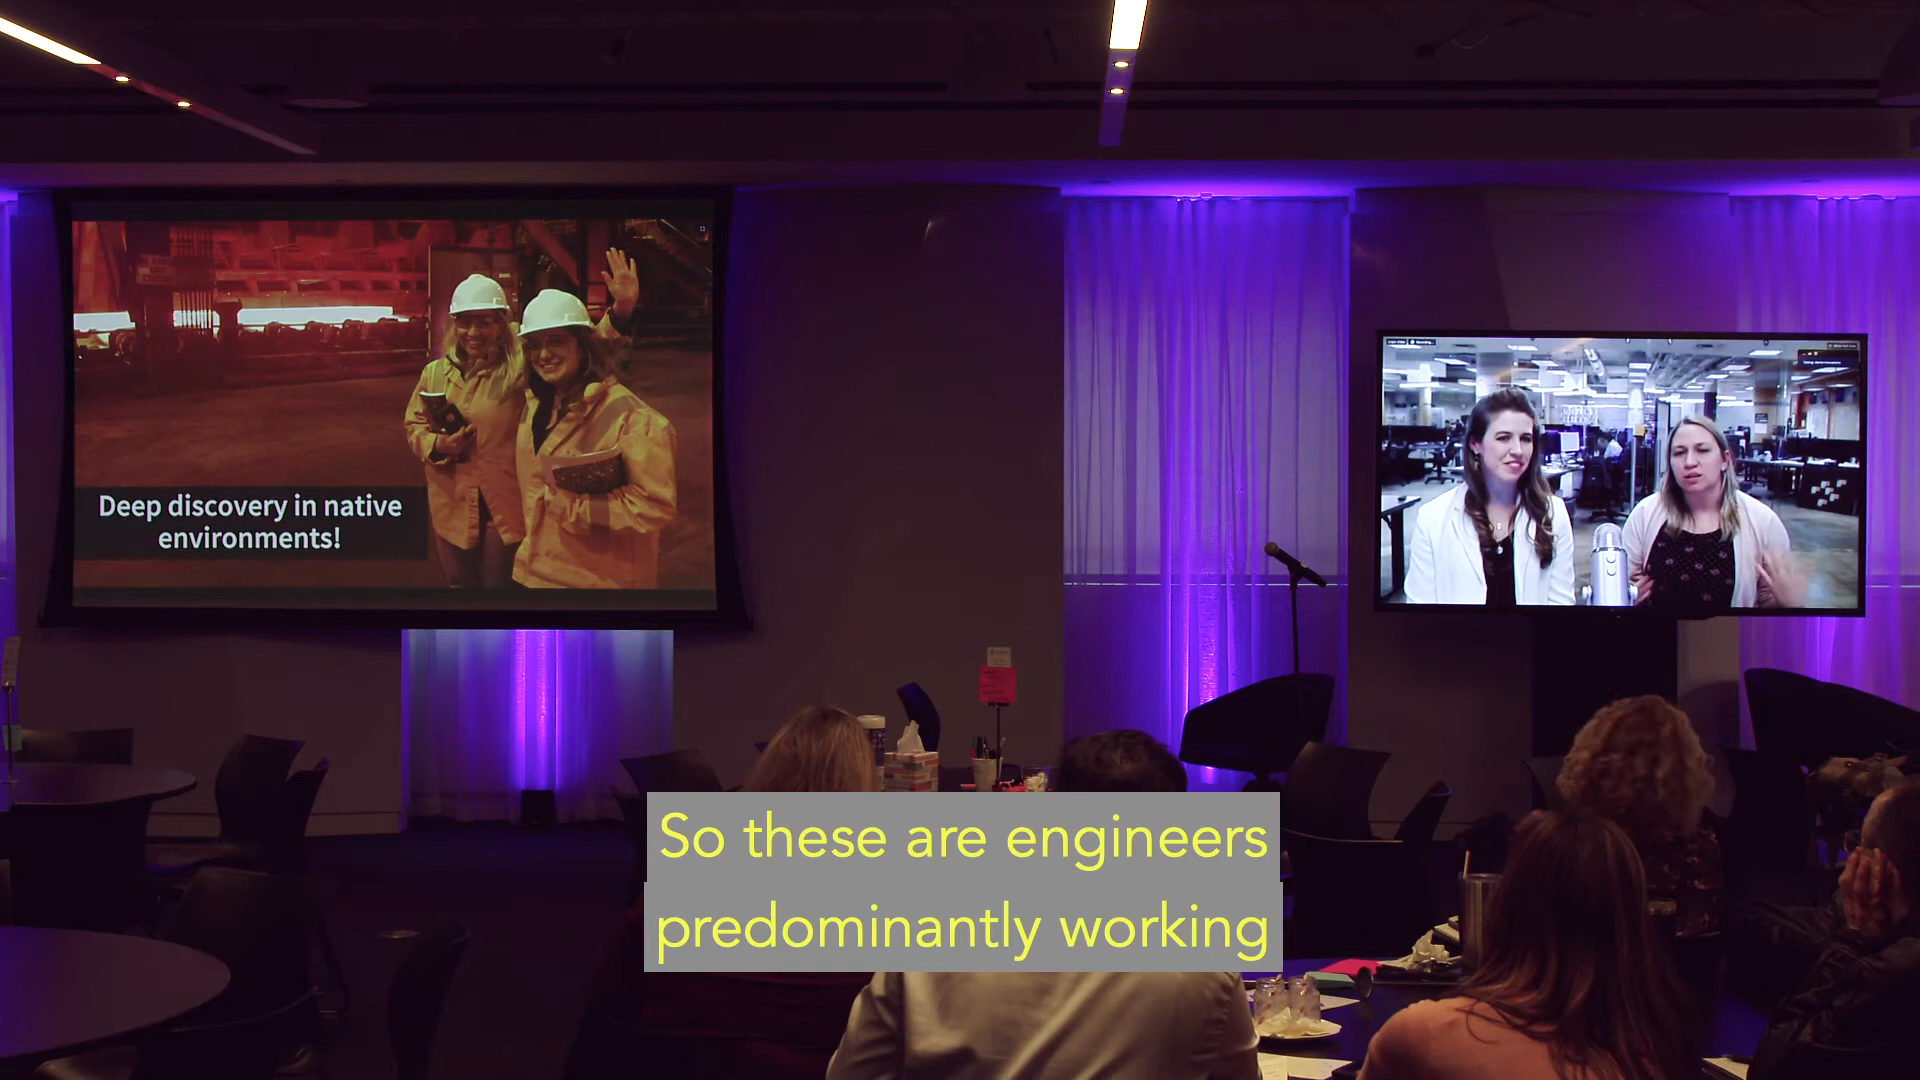 Deep discovery in native
environments!
So these are engineers
predominantly working